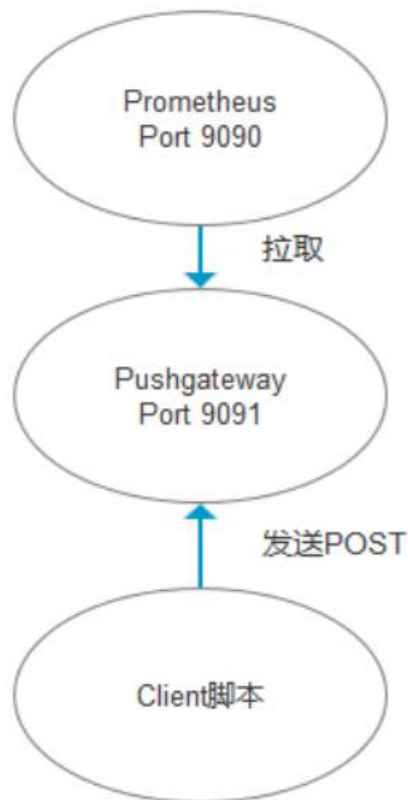 Prometheus
Port 9090
拉取
Pushgateway
Port 9091
发送POST
Client脚本